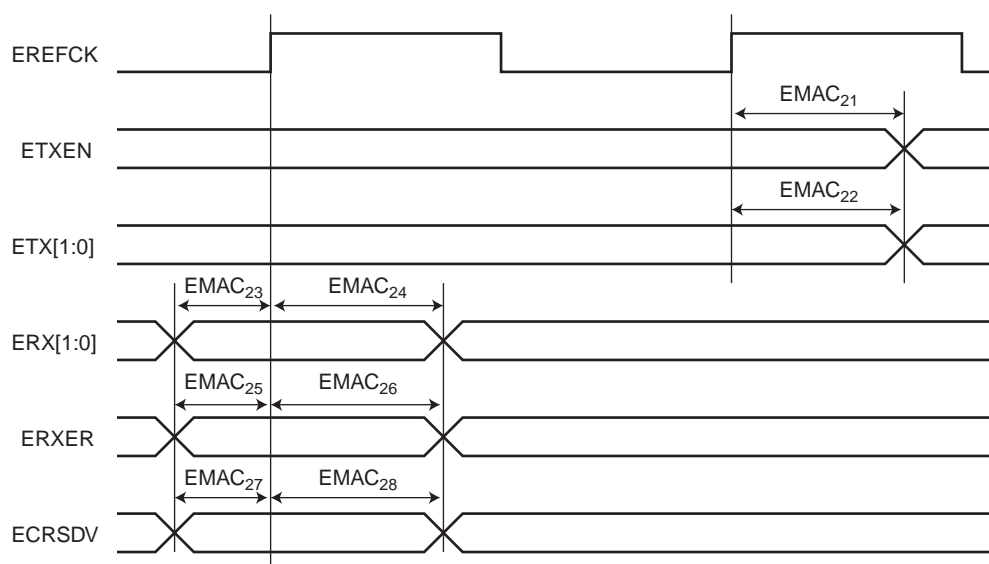 EREFCK
EMAC₂₁
ETXEN
EMAC₂₂
ETX[1:0]
EMAC₂₃ EMAC₂₄
ERX[1:0]
EMAC₂₅ EMAC₂₆
ERXER
EMAC₂₇ EMAC₂₈
ECRSDV